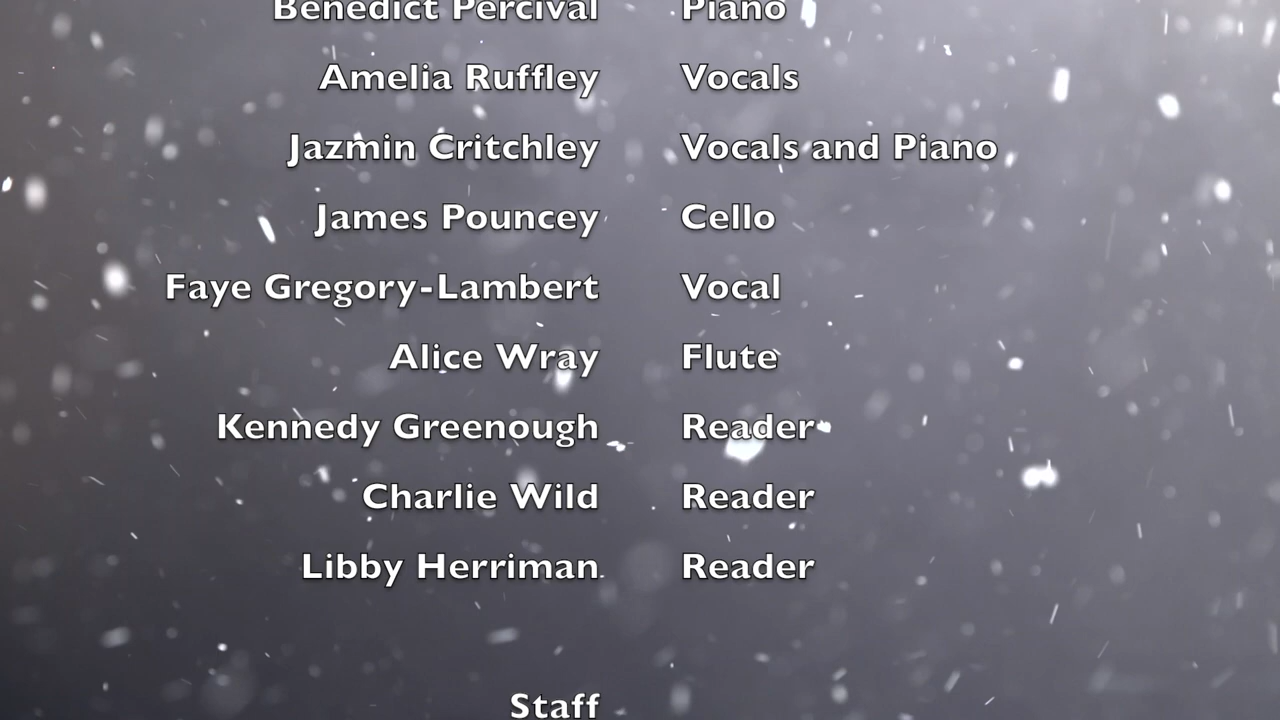 Benedict Percival Piano
Amelia Ruffley Vocals
Jazmin Critchley Vocals and Piano
James Pouncey Cello
Faye Gregory-Lambert Vocal
Alice Wray Flute
Kennedy Greenough Reader
Charlie Wild Reader
Libby Herriman Reader
Staff